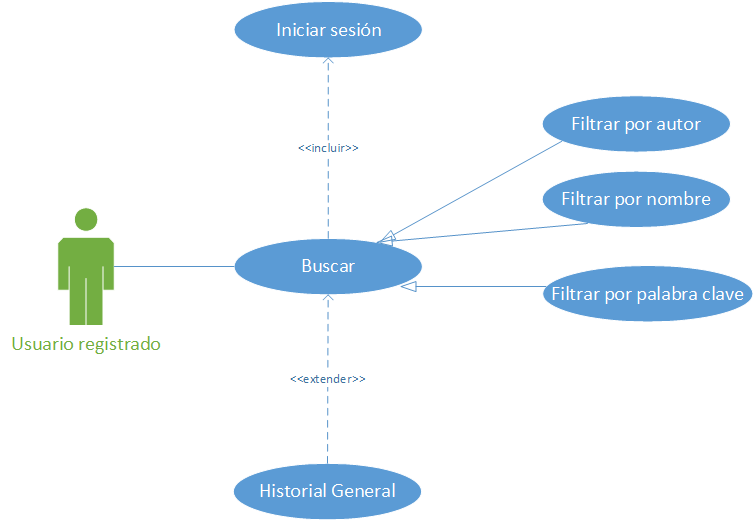 Iniciar sesión
Filtrar por autor
<<incluir>>
Filtrar por nombre
Buscar
Filtrar por palabra clave
Usuario registrado
<<extender>>
Historial General